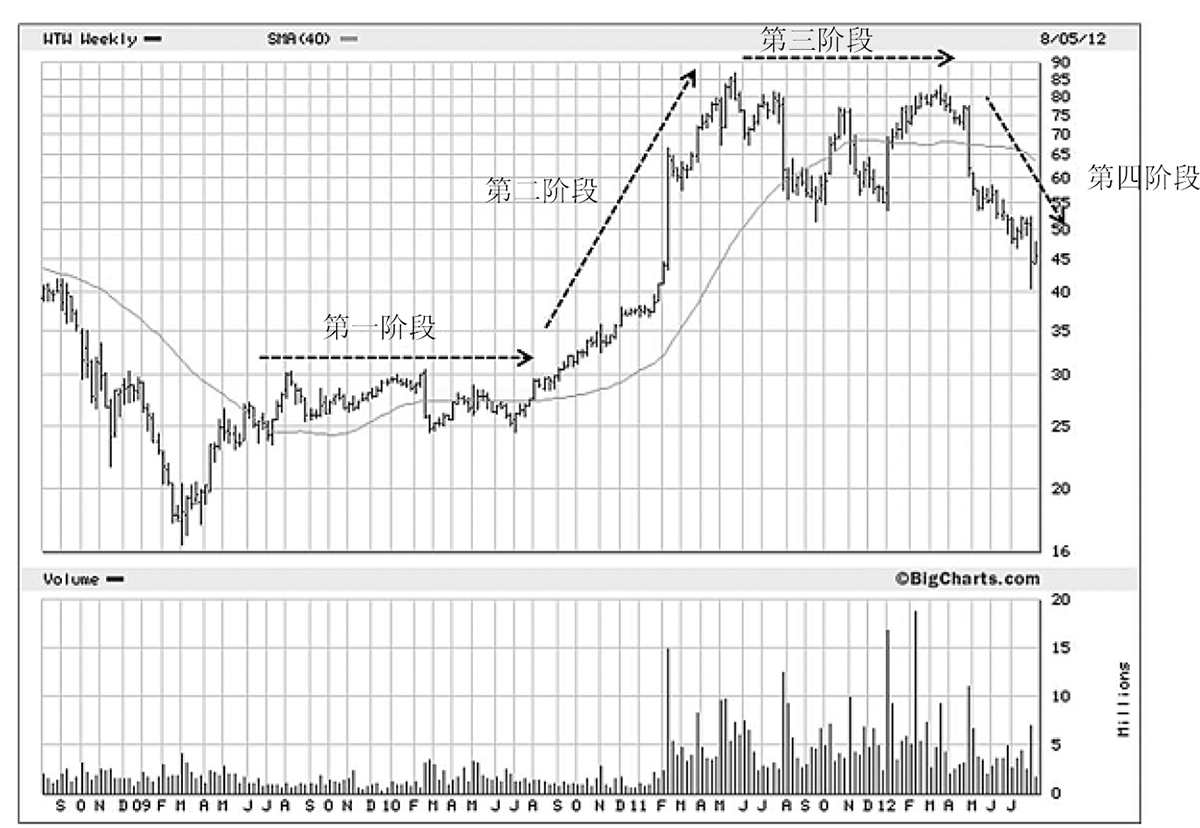 WTW Weekly SMA(40) 8/05/12
第三阶段
90
85
80
75
70
65
第二阶段
60
第四阶段
55
50
45
40
第一阶段
35
30
25
20
16
Volume ©BigCharts.com
20
15
10
5
0
Millions
S O N D 09 F M A M J J A S O N D 10 F M A M J J A S O N D 11 F M A M J J A S O N D 12 F M A M J J